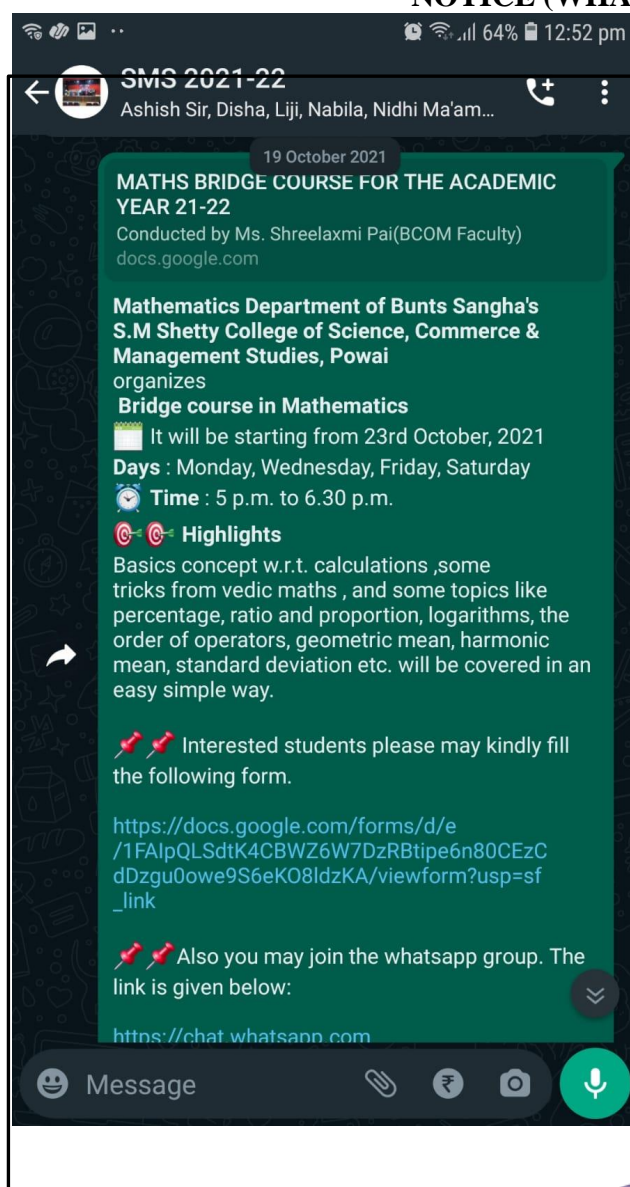 NOTICE (WHA
64% 12:52 pm
SMS 2021-22
Ashish Sir, Disha, Liji, Nabila, Nidhi Ma'am...
19 October 2021
MATHS BRIDGE COURSE FOR THE ACADEMIC
YEAR 21-22
Conducted by Ms. Shreelaxmi Pai(BCOM Faculty)
docs.google.com
Mathematics Department of Bunts Sangha's
S.M Shetty College of Science, Commerce &
Management Studies, Powai
organizes
Bridge course in Mathematics
It will be starting from 23rd October, 2021
Days : Monday, Wednesday, Friday, Saturday
Time : 5 p.m. to 6.30 p.m.
Highlights
Basics concept w.r.t. calculations ,some
tricks from vedic maths , and some topics like
percentage, ratio and proportion, logarithms, the
order of operators, geometric mean, harmonic
mean, standard deviation etc. will be covered in an
easy simple way.
Interested students please may kindly fill
the following form.
https://docs.google.com/forms/d/e
/1FAIpQLSdtK4CBWZ6W7DzRBtipe6n80CEzC
dDzgu0owe9S6eKO8ldzKA/viewform?usp=sf
_link
Also you may join the whatsapp group. The
link is given below:
https://chat.whatsapp.com
Message